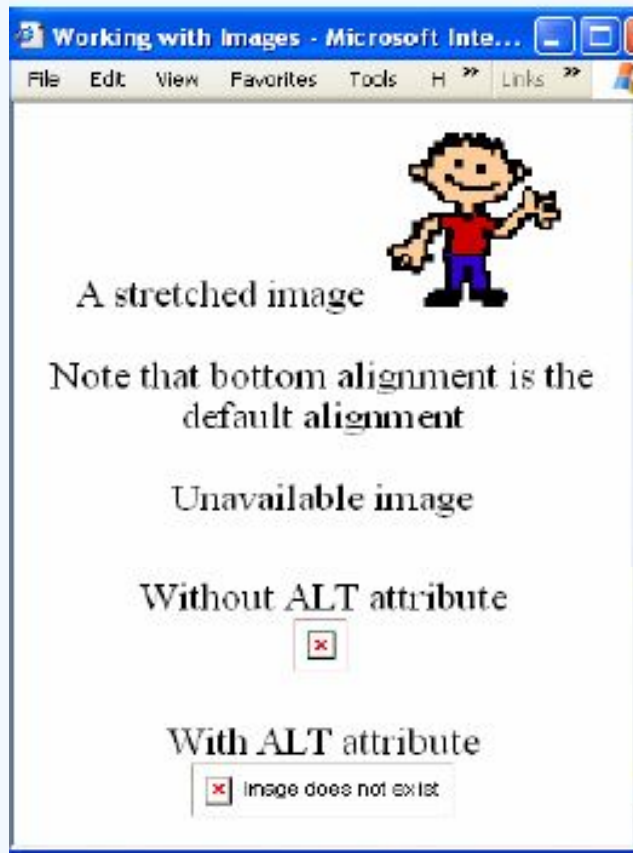 Working with Images - Microsoft Inte...
File Edit View Favorites Tools H » Links »
A stretched image
Note that bottom alignment is the
default alignment
Unavailable image
Without ALT attribute
With ALT attribute
Image does not exist